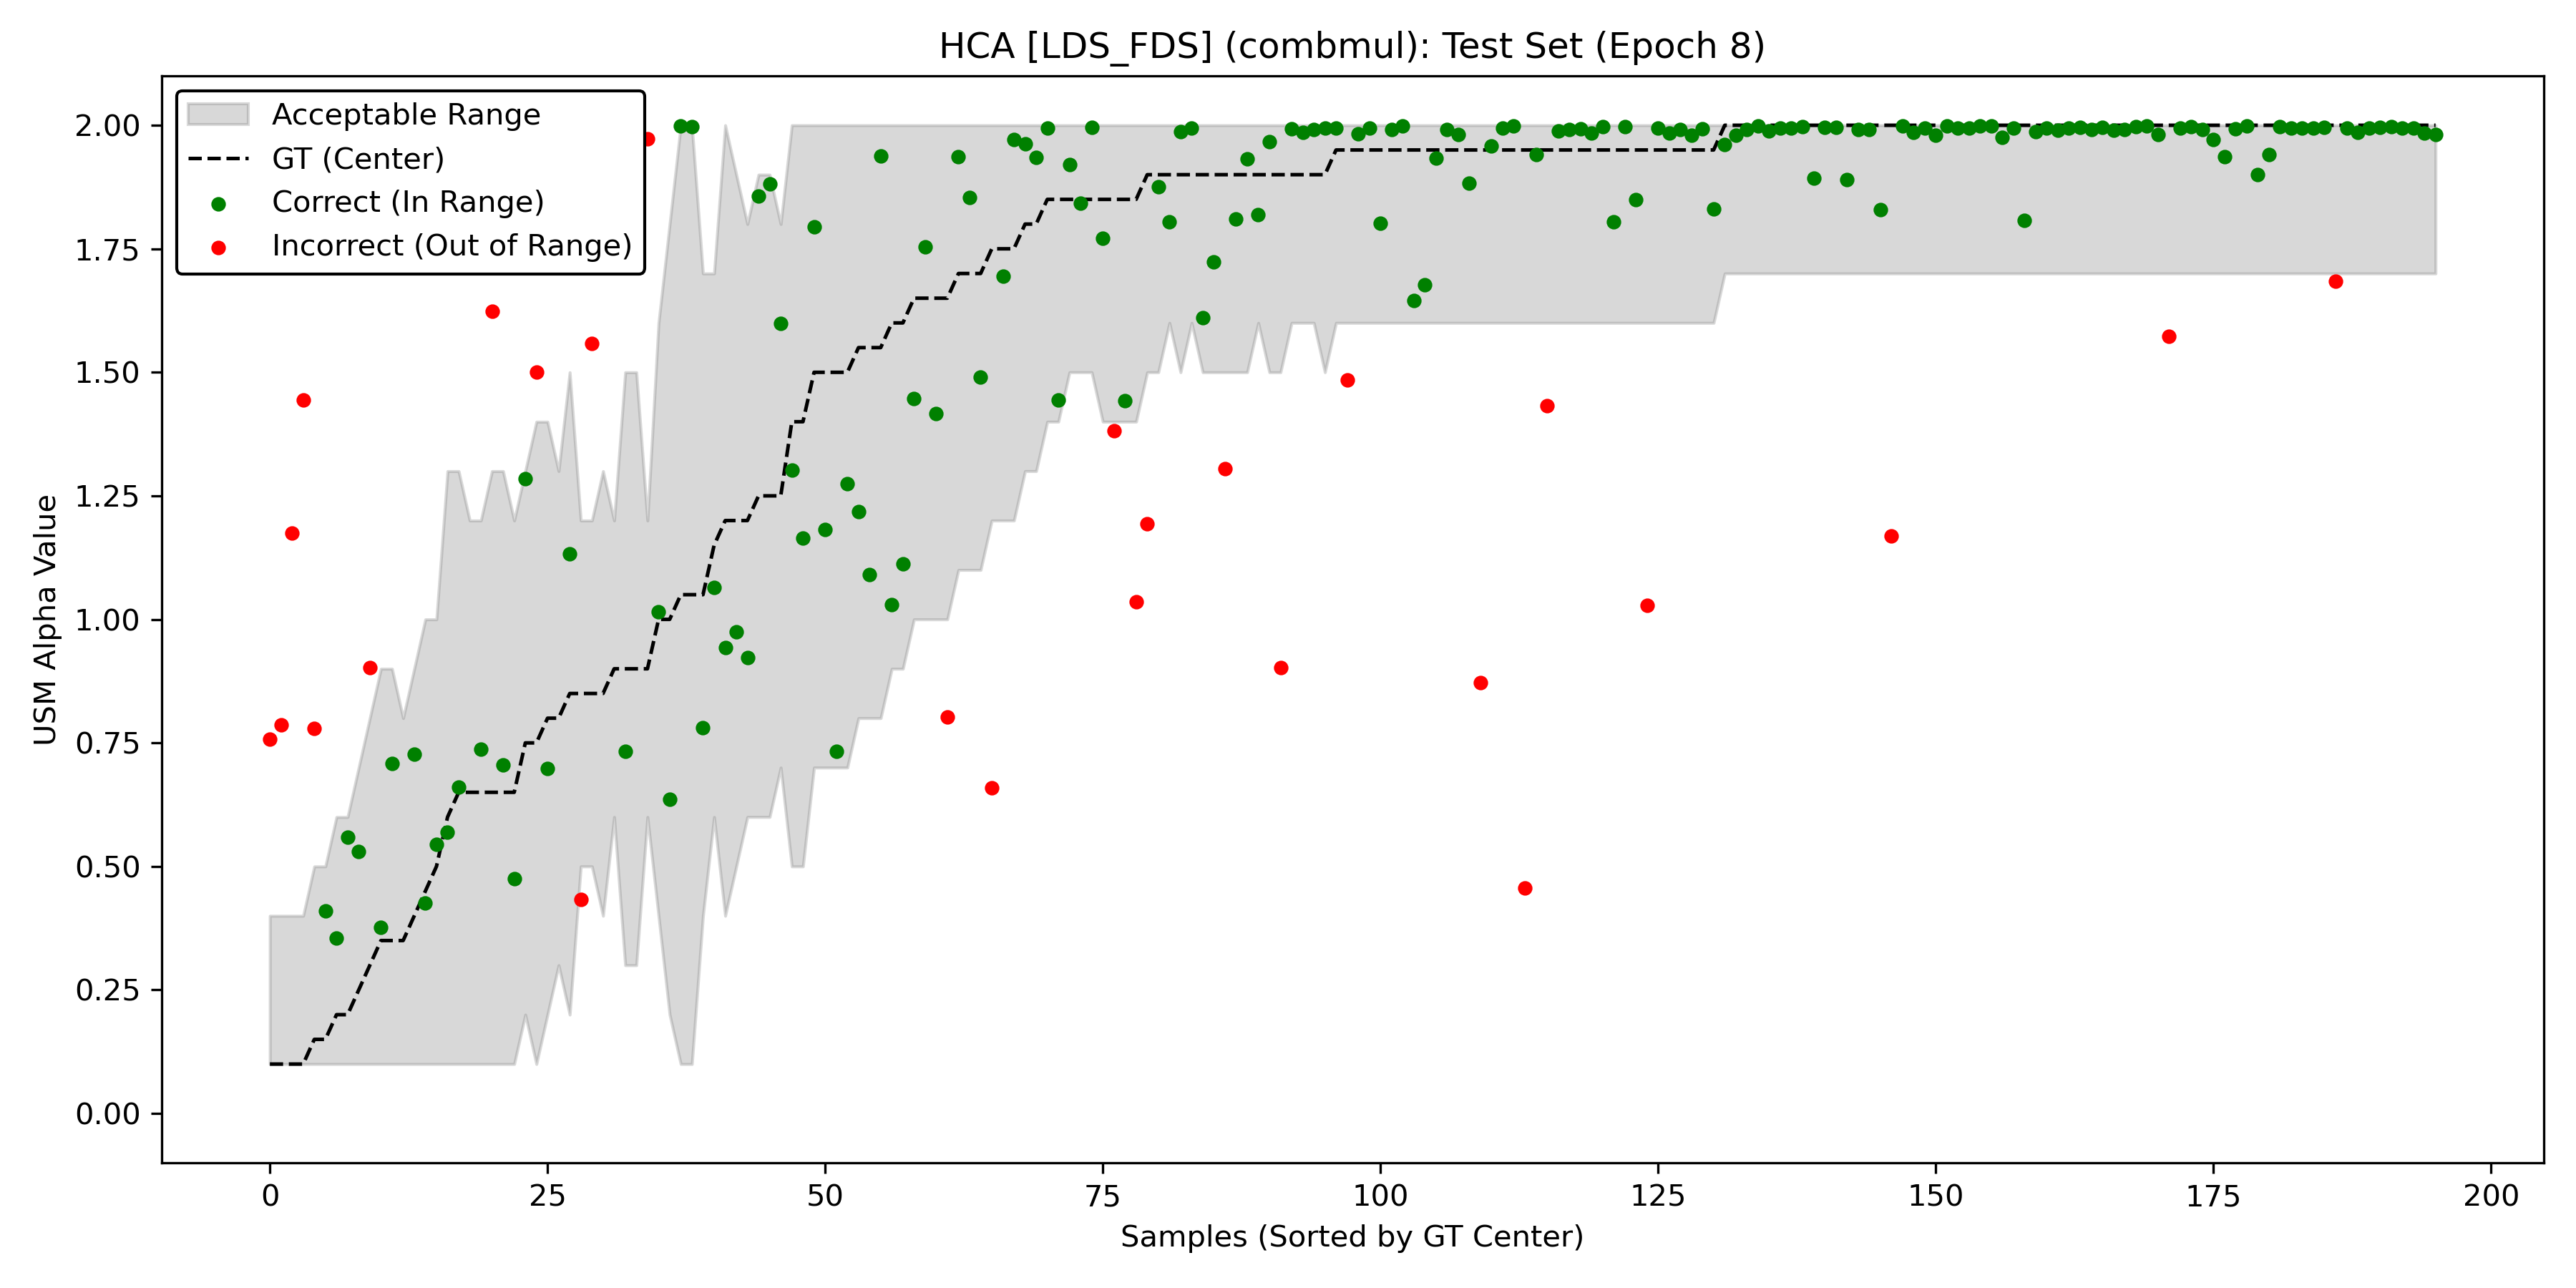 HCA [LDS_FDS] (combmul): Test Set (Epoch 8)
Acceptable Range
GT (Center)
Correct (In Range)
Incorrect (Out of Range)
2.00
1.75
1.50
1.25
1.00
0.75
0.50
0.25
0.00
USM Alpha Value
0 25 50 75 100 125 150 175 200
Samples (Sorted by GT Center)